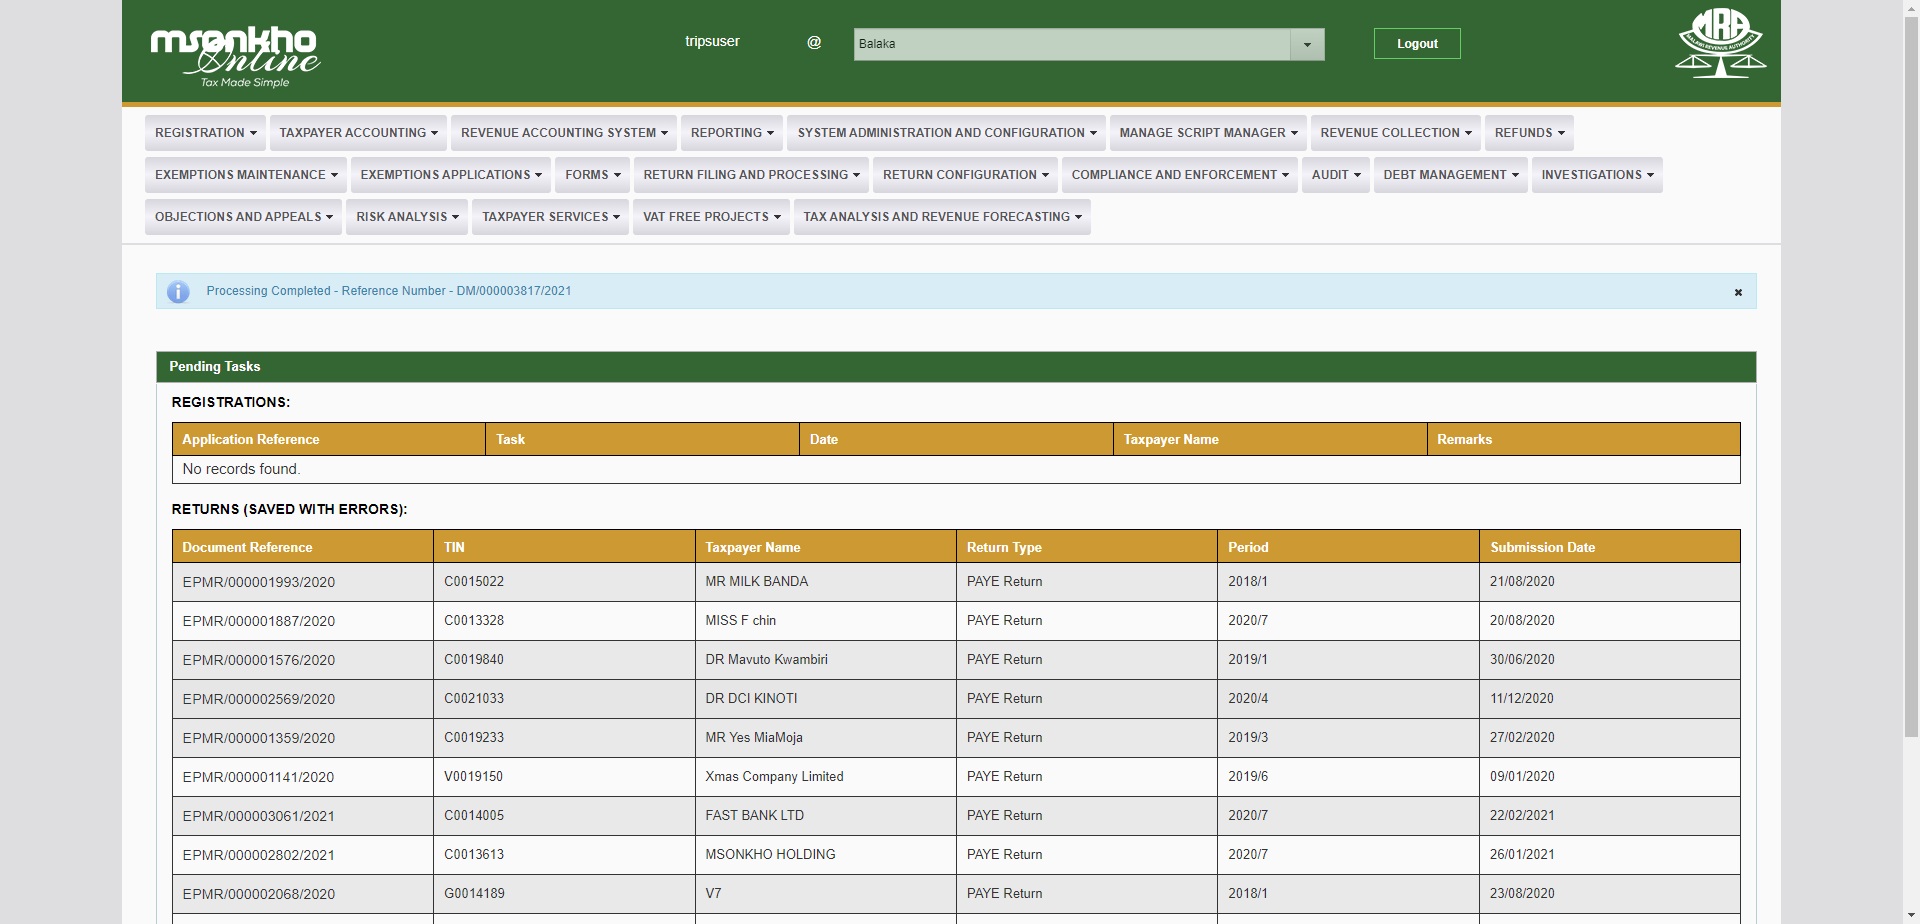 msonkho
Online
Tax Made Simple
tripsuser @ Balaka Logout
MRA
MALAWI REVENUE AUTHORITY
REGISTRATION TAXPAYER ACCOUNTING REVENUE ACCOUNTING SYSTEM REPORTING SYSTEM ADMINISTRATION AND CONFIGURATION MANAGE SCRIPT MANAGER REVENUE COLLECTION REFUNDS
EXEMPTIONS MAINTENANCE EXEMPTIONS APPLICATIONS FORMS RETURN FILING AND PROCESSING RETURN CONFIGURATION COMPLIANCE AND ENFORCEMENT AUDIT DEBT MANAGEMENT INVESTIGATIONS
OBJECTIONS AND APPEALS RISK ANALYSIS TAXPAYER SERVICES VAT FREE PROJECTS TAX ANALYSIS AND REVENUE FORECASTING
Processing Completed - Reference Number - DM/000003817/2021
Pending Tasks
REGISTRATIONS:
Application Reference Task Date Taxpayer Name Remarks
No records found.
RETURNS (SAVED WITH ERRORS):
Document Reference TIN Taxpayer Name Return Type Period Submission Date
EPMR/000001993/2020 C0015022 MR MILK BANDA PAYE Return 2018/1 21/08/2020
EPMR/000001887/2020 C0013328 MISS F chin PAYE Return 2020/7 20/08/2020
EPMR/000001576/2020 C0019840 DR Mavuto Kwambiri PAYE Return 2019/1 30/06/2020
EPMR/000002569/2020 C0021033 DR DCI KINOTI PAYE Return 2020/4 11/12/2020
EPMR/000001359/2020 C0019233 MR Yes MiaMoja PAYE Return 2019/3 27/02/2020
EPMR/000001141/2020 V0019150 Xmas Company Limited PAYE Return 2019/6 09/01/2020
EPMR/000003061/2021 C0014005 FAST BANK LTD PAYE Return 2020/7 22/02/2021
EPMR/000002802/2021 C0013613 MSONKHO HOLDING PAYE Return 2020/7 26/01/2021
EPMR/000002068/2020 G0014189 V7 PAYE Return 2018/1 23/08/2020